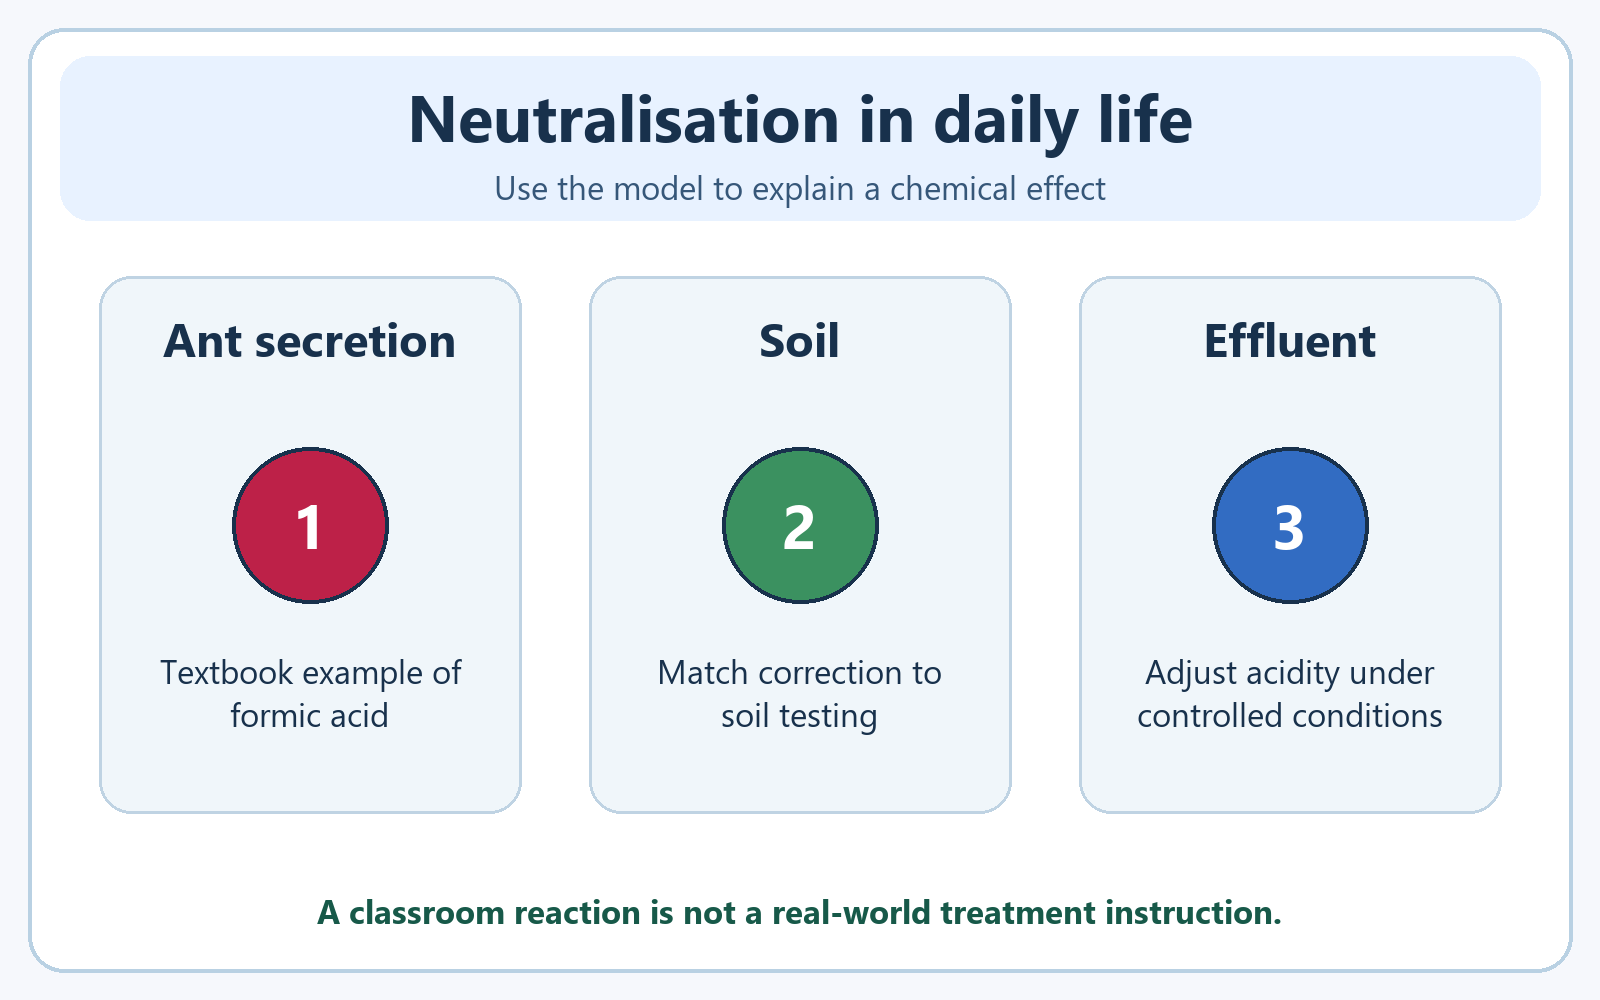 Neutralisation in daily life
Use the model to explain a chemical effect
Ant secretion
1
Textbook example of
formic acid
Soil
2
Match correction to
soil testing
Effluent
3
Adjust acidity under
controlled conditions
A classroom reaction is not a real-world treatment instruction.